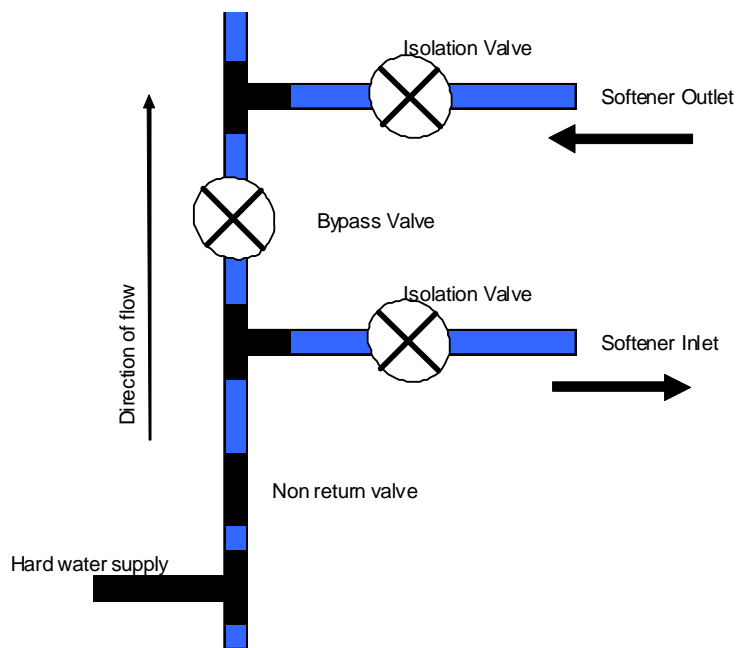 Isolation Valve
Softener Outlet
Bypass Valve
Isolation Valve
Softener Inlet
Direction of flow
Non return valve
Hard water supply